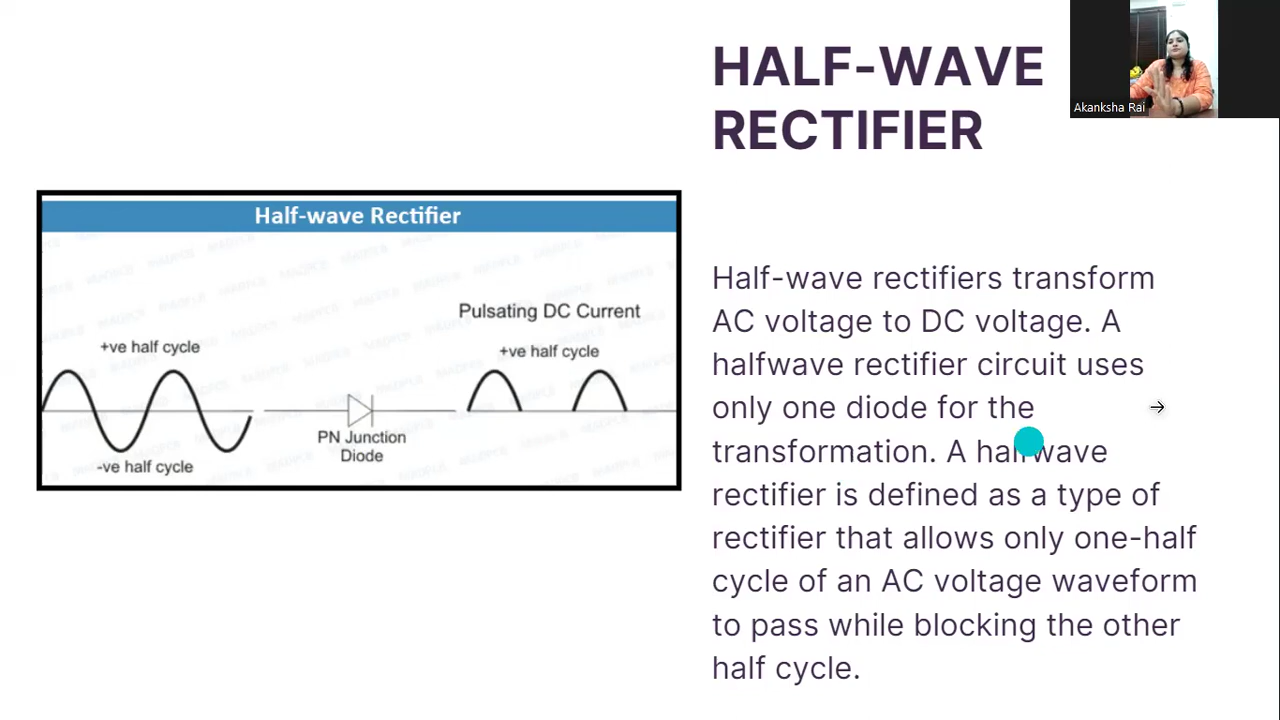 HALF-WAVE
RECTIFIER
Akanksha Rai
Half-wave Rectifier
Pulsating DC Current
+ve half cycle
+ve half cycle
PN Junction
Diode
-ve half cycle
Half-wave rectifiers transform
AC voltage to DC voltage. A
halfwave rectifier circuit uses
only one diode for the
transformation. A halfwave
rectifier is defined as a type of
rectifier that allows only one-half
cycle of an AC voltage waveform
to pass while blocking the other
half cycle.